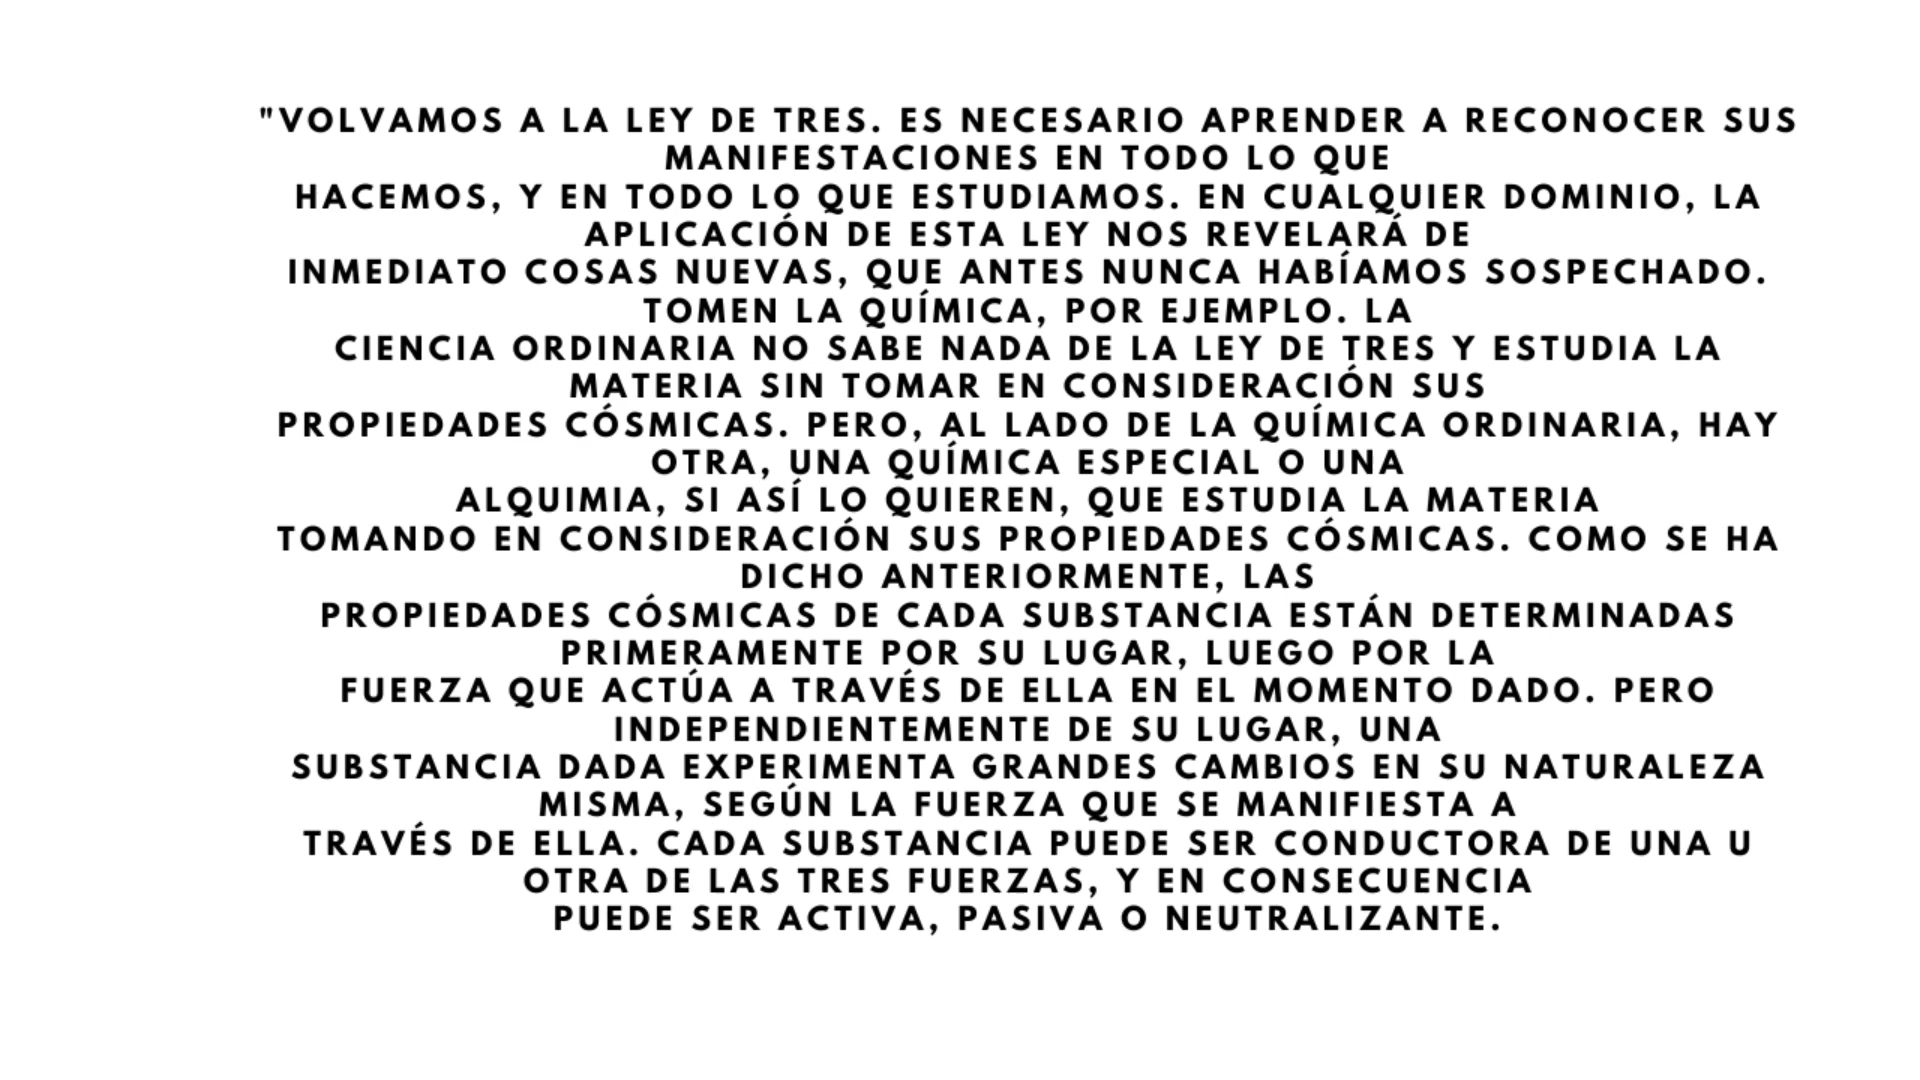 "VOLVAMOS A LA LEY DE TRES. ES NECESARIO APRENDER A RECONOCER SUS
MANIFESTACIONES EN TODO LO QUE
HACEMOS, Y EN TODO LO QUE ESTUDIAMOS. EN CUALQUIER DOMINIO, LA
APLICACIÓN DE ESTA LEY NOS REVELARÁ DE
INMEDIATO COSAS NUEVAS, QUE ANTES NUNCA HABÍAMOS SOSPECHADO.
TOMEN LA QUÍMICA, POR EJEMPLO. LA
CIENCIA ORDINARIA NO SABE NADA DE LA LEY DE TRES Y ESTUDIA LA
MATERIA SIN TOMAR EN CONSIDERACIÓN SUS
PROPIEDADES CÓSMICAS. PERO, AL LADO DE LA QUÍMICA ORDINARIA, HAY
OTRA, UNA QUÍMICA ESPECIAL O UNA
ALQUIMIA, SI ASÍ LO QUIEREN, QUE ESTUDIA LA MATERIA
TOMANDO EN CONSIDERACIÓN SUS PROPIEDADES CÓSMICAS. COMO SE HA
DICHO ANTERIORMENTE, LAS
PROPIEDADES CÓSMICAS DE CADA SUBSTANCIA ESTÁN DETERMINADAS
PRIMERAMENTE POR SU LUGAR, LUEGO POR LA
FUERZA QUE ACTÚA A TRAVÉS DE ELLA EN EL MOMENTO DADO. PERO
INDEPENDIENTEMENTE DE SU LUGAR, UNA
SUBSTANCIA DADA EXPERIMENTA GRANDES CAMBIOS EN SU NATURALEZA
MISMA, SEGÚN LA FUERZA QUE SE MANIFIESTA A
TRAVÉS DE ELLA. CADA SUBSTANCIA PUEDE SER CONDUCTORA DE UNA U
OTRA DE LAS TRES FUERZAS, Y EN CONSECUENCIA
PUEDE SER ACTIVA, PASIVA O NEUTRALIZANTE.